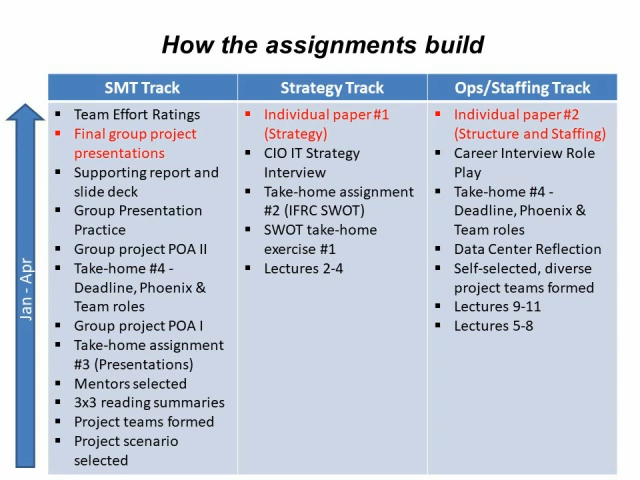 How the assignments build
SMT Track
Strategy Track
Ops/Staffing Track
Jan - Apr
▪ Team Effort Ratings
▪ Final group project
presentations
▪ Supporting report and
slide deck
▪ Group Presentation
Practice
▪ Group project POA II
▪ Take-home #4 -
Deadline, Phoenix &
Team roles
▪ Group project POA I
▪ Take-home assignment
#3 (Presentations)
▪ Mentors selected
▪ 3x3 reading summaries
▪ Project teams formed
▪ Project scenario
selected
▪ Individual paper #1
(Strategy)
▪ CIO IT Strategy
Interview
▪ Take-home assignment
#2 (IFRC SWOT)
▪ SWOT take-home
exercise #1
▪ Lectures 2-4
▪ Individual paper #2
(Structure and Staffing)
▪ Career Interview Role
Play
▪ Take-home #4 -
Deadline, Phoenix &
Team roles
▪ Data Center Reflection
▪ Self-selected, diverse
project teams formed
▪ Lectures 9-11
▪ Lectures 5-8